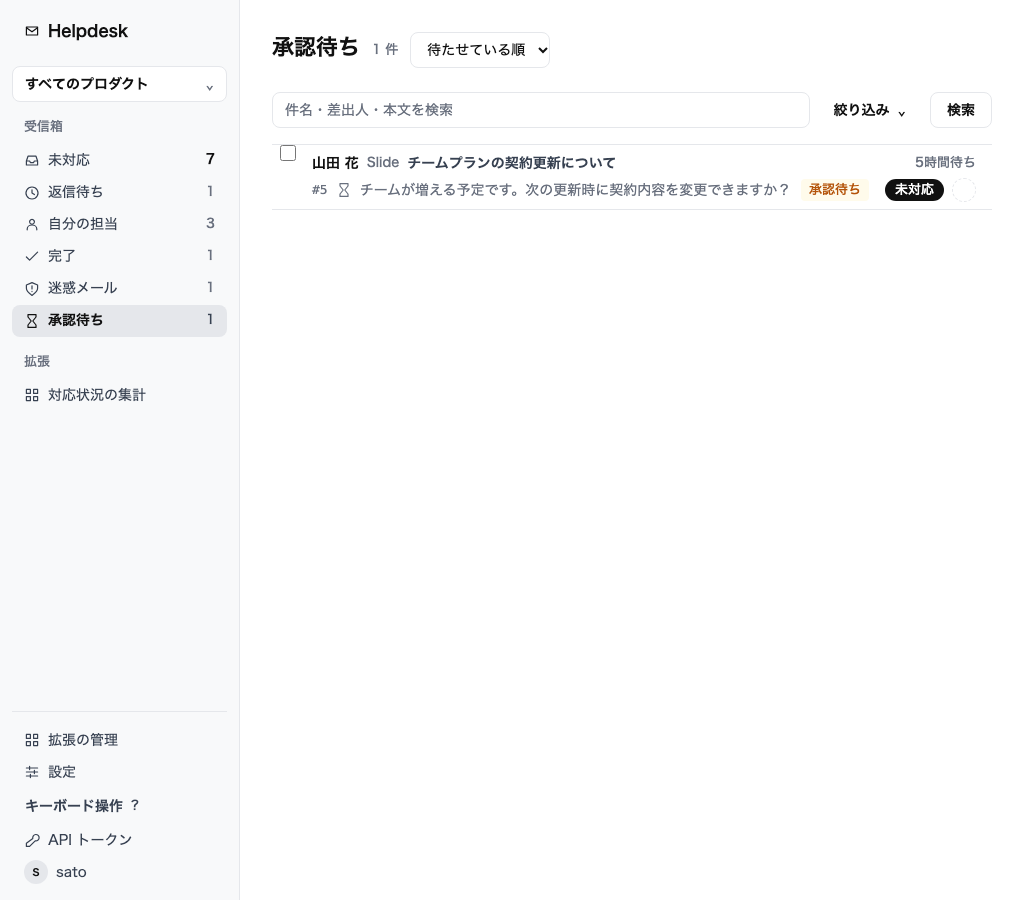 Helpdesk
すべてのプロダクト
受信箱
未対応 7
返信待ち 1
自分の担当 3
完了 1
迷惑メール 1
承認待ち 1
拡張
対応状況の集計
拡張の管理
設定
キーボード操作 ?
API トークン
S sato
承認待ち 1 件 待たせている順
件名・差出人・本文を検索 絞り込み 検索
山田 花 Slide チームプランの契約更新について 5時間待ち
#5 チームが増える予定です。次の更新時に契約内容を変更できますか？ 承認待ち 未対応